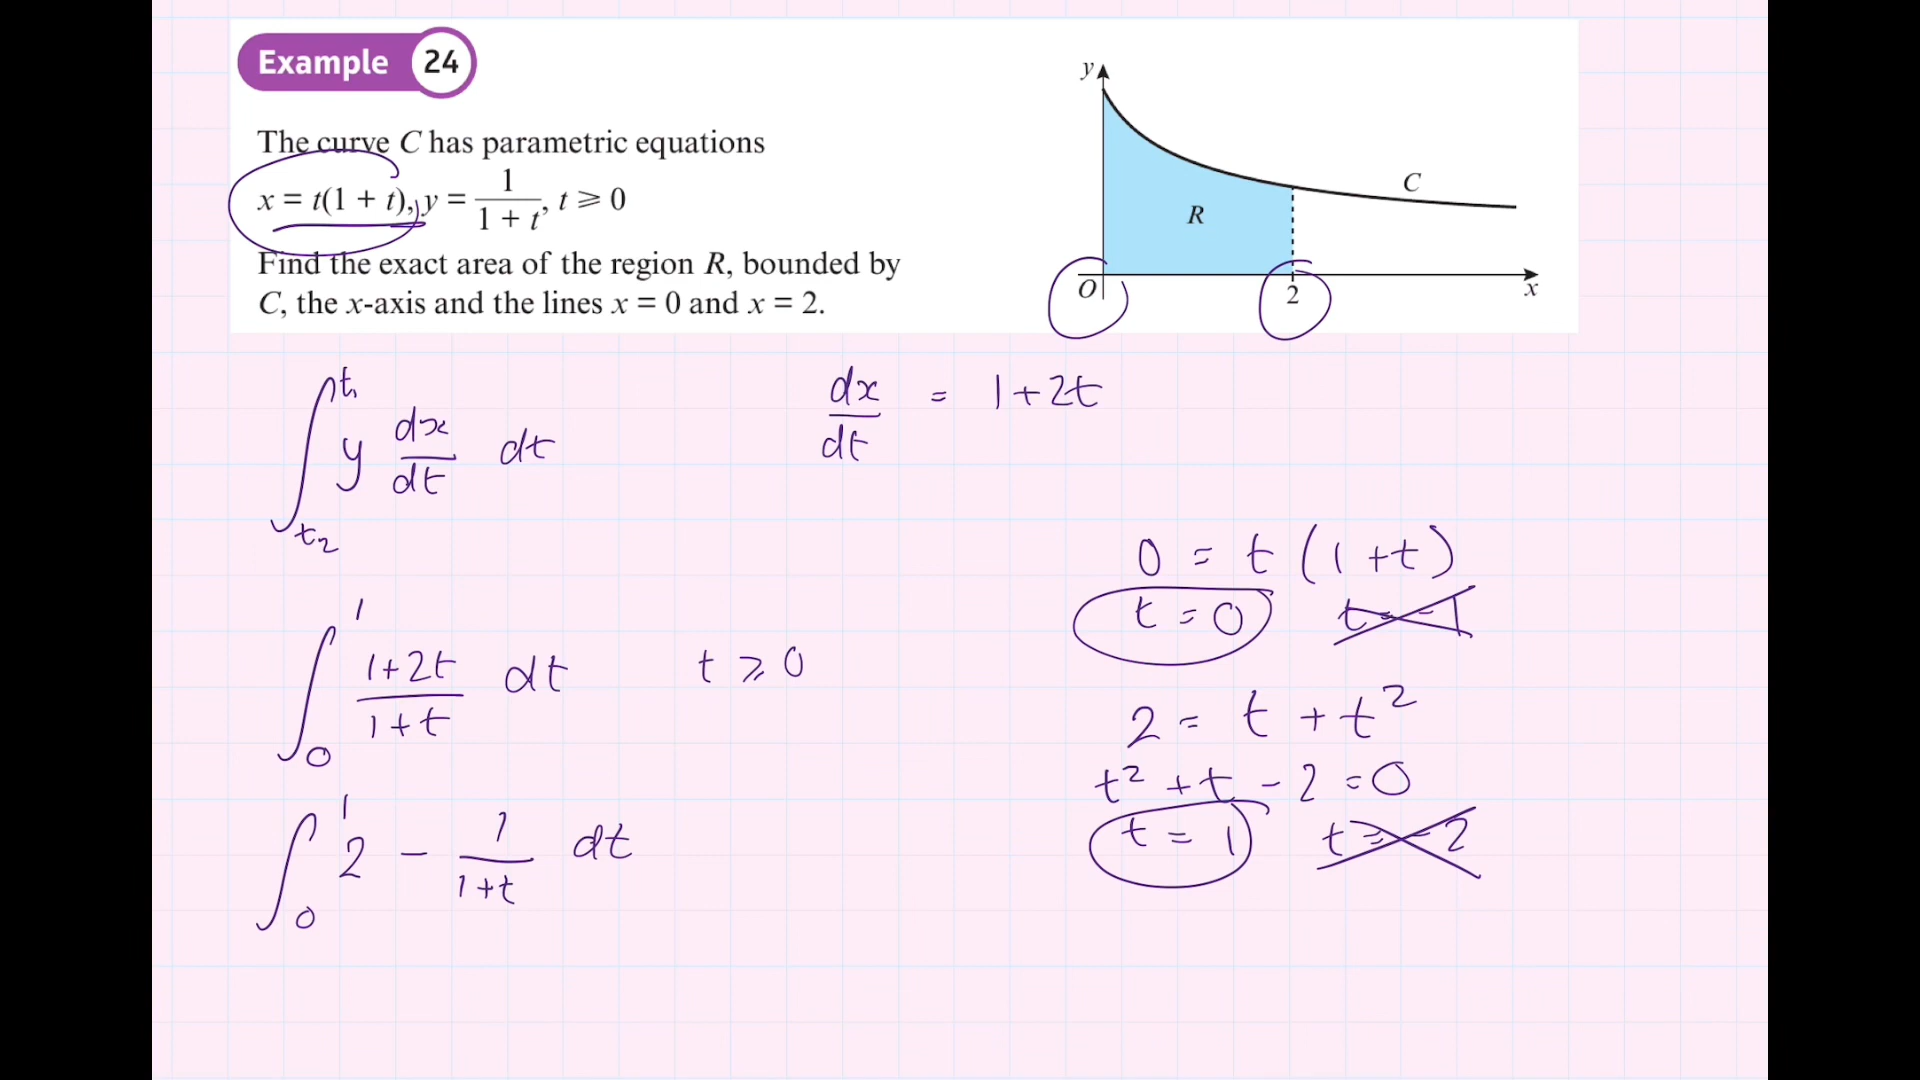 Example 24
The curve C has parametric equations
x = t(1 + t), y = 1/(1 + t), t ⩾ 0
Find the exact area of the region R, bounded by
C, the x-axis and the lines x = 0 and x = 2.
y
C
R
O
2
x
∫_{t₂}^{t₁} y dx/dt dt
dx/dt = 1+2t
∫_0^1 (1+2t)/(1+t) dt
t ⩾ 0
∫_0^1 2 − 1/(1+t) dt
0 = t(1+t)
t = 0 t = -1
2 = t + t²
t² + t - 2 = 0
t = 1 t = -2